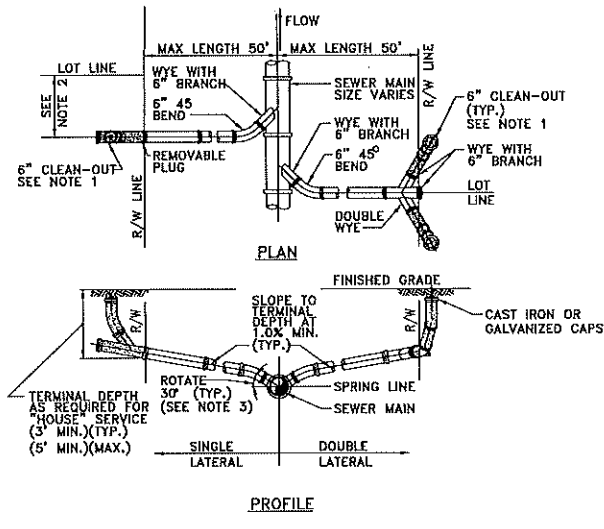 FLOW
MAX LENGTH 50'
MAX LENGTH 50'
LOT LINE
SEE
NOTE 2
WYE WITH
6" BRANCH
6" 45
BEND
6" CLEAN-OUT
SEE NOTE 1
REMOVABLE
PLUG
R/W LINE
SEWER MAIN
SIZE VARIES
WYE WITH
6" BRANCH
6" 45°
BEND
R/W LINE
6" CLEAN-OUT
(TYP.)
SEE NOTE 1
WYE WITH
6" BRANCH
LOT
LINE
DOUBLE
WYE
PLAN
FINISHED GRADE
R/W
SLOPE TO
TERMINAL
DEPTH AT
1.0% MIN.
(TYP.)
R/W
CAST IRON OR
GALVANIZED CAPS
ROTATE
30° (TYP.)
(SEE NOTE 3)
SPRING LINE
SEWER MAIN
TERMINAL DEPTH
AS REQUIRED FOR
"HOUSE" SERVICE
(3' MIN.)(TYP.)
(5' MIN.)(MAX.)
SINGLE
LATERAL
DOUBLE
LATERAL
PROFILE